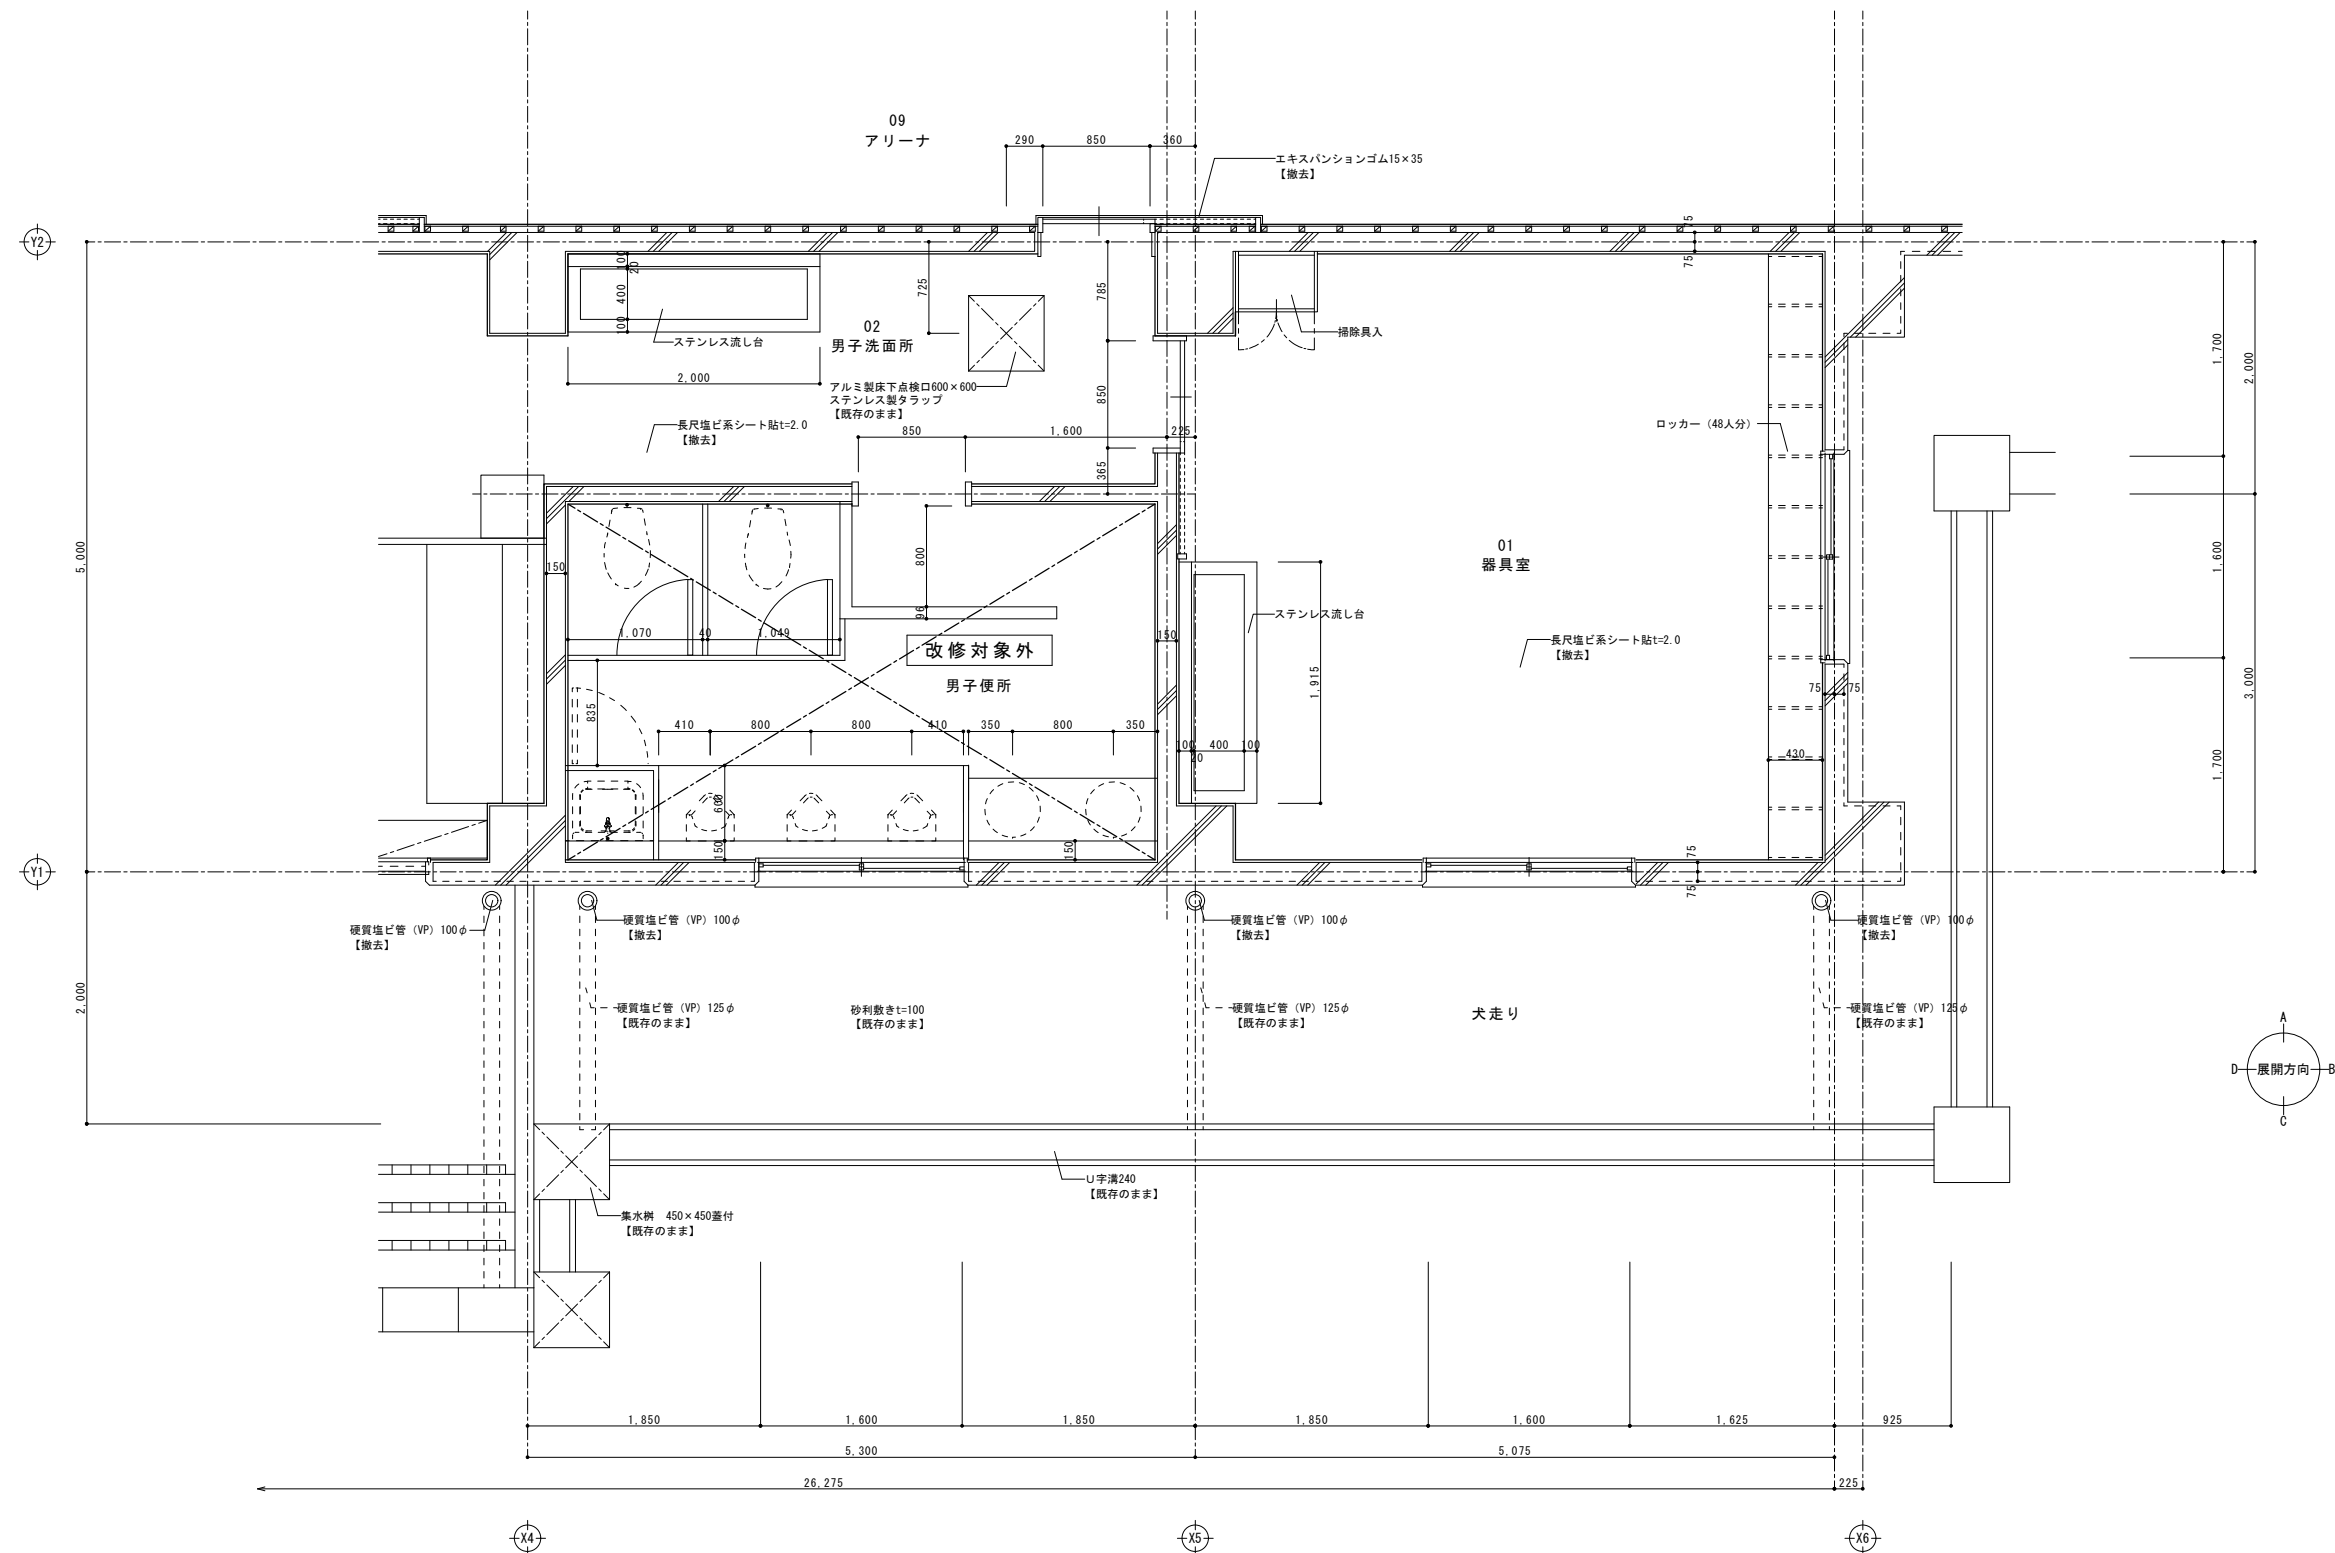 09
アリーナ
290
850
360
エキスパンションゴム15×35
【撤去】
Y2
75
75
100
20
400
100
ステンレス流し台
2,000
02
男子洗面所
725
785
アルミ製床下点検口600×600
ステンレス製タラップ
【既存のまま】
掃除具入
850
365
長尺塩ビ系シート貼t=2.0
【撤去】
850
1,600
225
ロッカー（48人分）
1,700
2,000
5,000
150
800
96
1,070
40
1,049
改修対象外
男子便所
150
01
器具室
ステンレス流し台
長尺塩ビ系シート貼t=2.0
【撤去】
1,915
1,600
75
75
3,000
835
410
800
800
410
350
800
350
100
20
400
100
430
1,700
600
150
150
75
75
Y1
硬質塩ビ管（VP）100φ
【撤去】
硬質塩ビ管（VP）100φ
【撤去】
硬質塩ビ管（VP）100φ
【撤去】
硬質塩ビ管（VP）100φ
【撤去】
2,000
硬質塩ビ管（VP）125φ
【既存のまま】
砂利敷きt=100
【既存のまま】
硬質塩ビ管（VP）125φ
【既存のまま】
犬走り
硬質塩ビ管（VP）125φ
【既存のまま】
A
D
展開方向
B
C
U字溝240
【既存のまま】
集水桝　450×450蓋付
【既存のまま】
1,850
1,600
1,850
1,850
1,600
1,625
925
5,300
5,075
26,275
225
X4
X5
X6